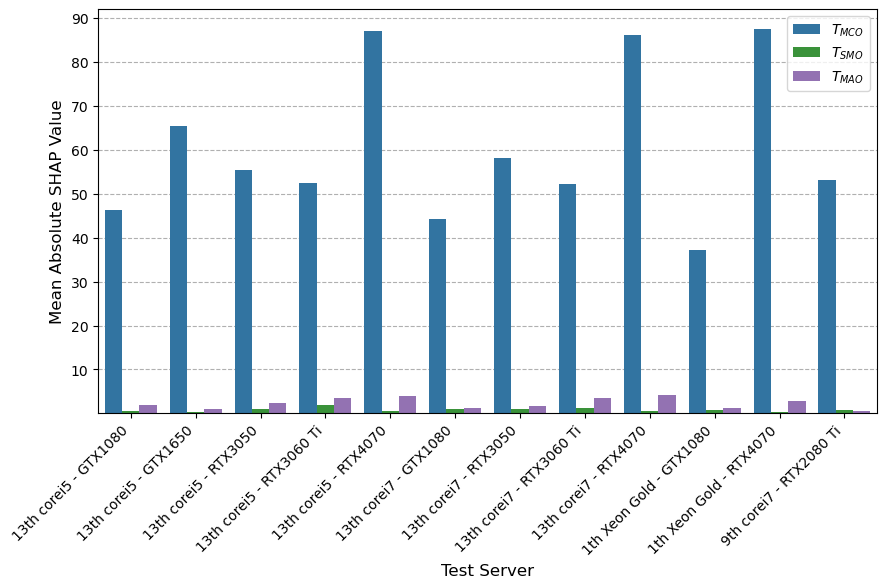 Mean Absolute SHAP Value
90
80
70
60
50
40
30
20
10
T_MCO
T_SMO
T_MAO
13th corei5 - GTX1080
13th corei5 - GTX1650
13th corei5 - RTX3050
13th corei5 - RTX3060 Ti
13th corei5 - RTX4070
13th corei7 - GTX1080
13th corei7 - RTX3050
13th corei7 - RTX3060 Ti
13th corei7 - RTX4070
1th Xeon Gold - GTX1080
1th Xeon Gold - RTX4070
9th corei7 - RTX2080 Ti
Test Server